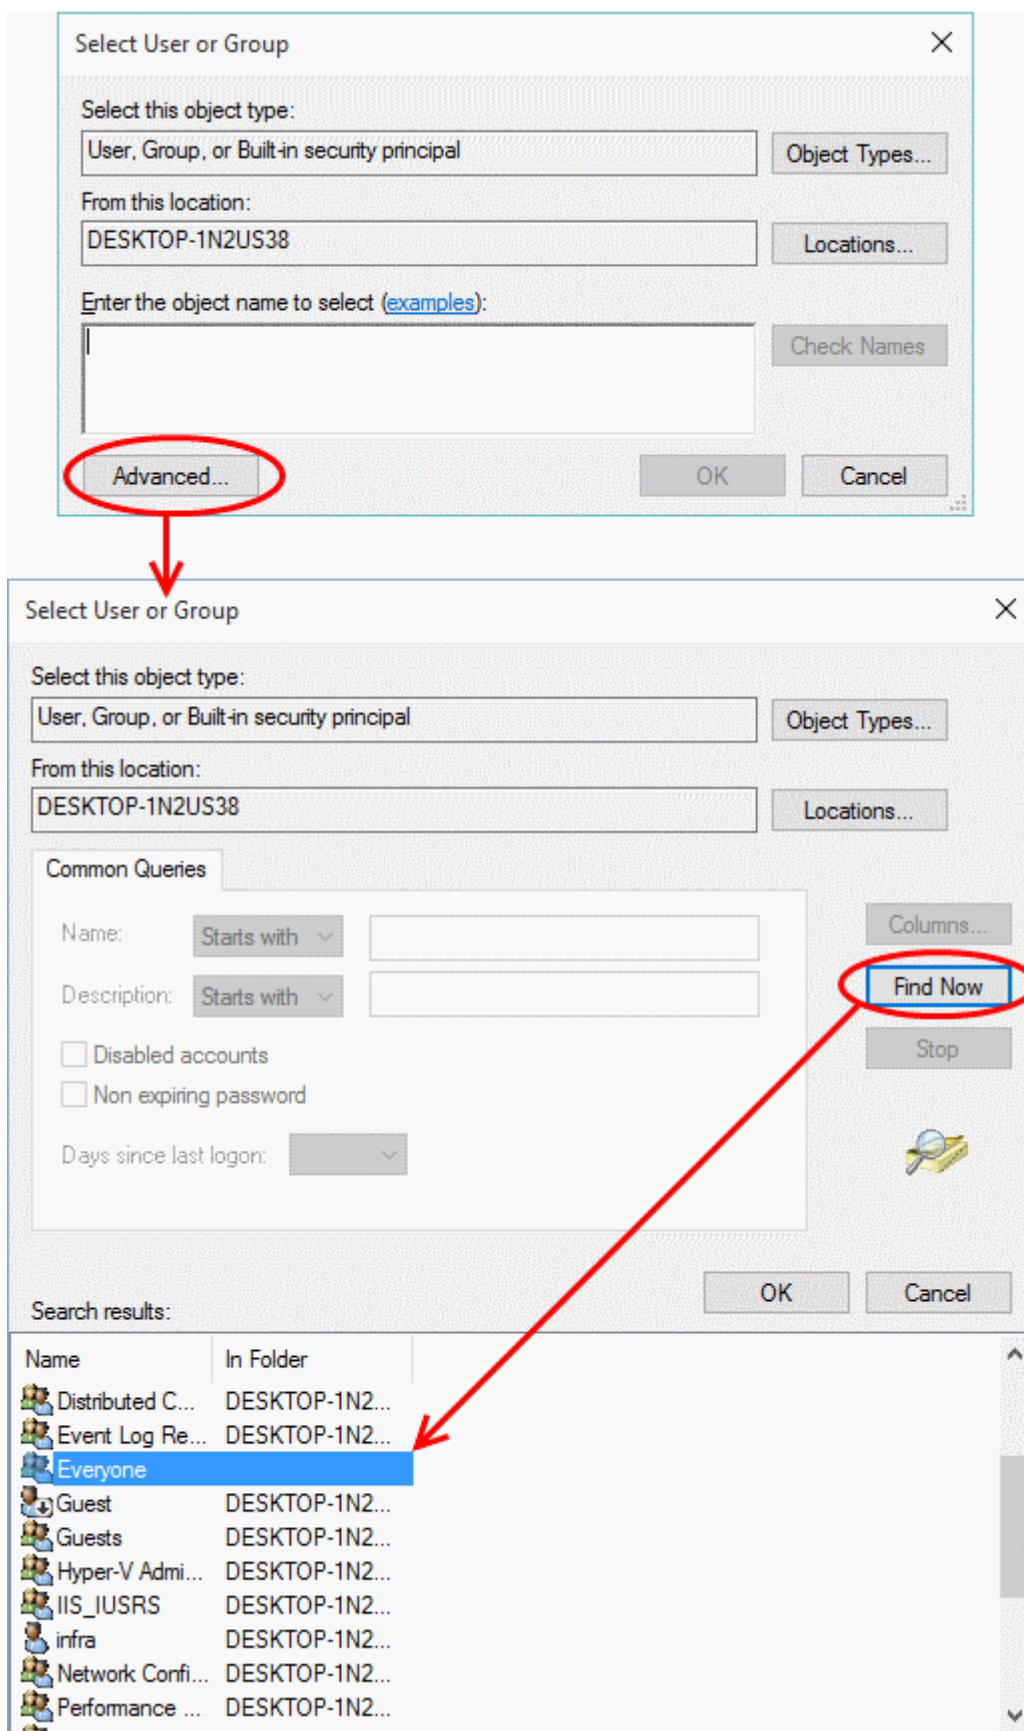 Select User or Group
Select this object type:
User, Group, or Built-in security principal
Object Types...
From this location:
DESKTOP-1N2US38
Locations...
Enter the object name to select (examples):
Check Names
Advanced...
OK
Cancel
Select User or Group
Select this object type:
User, Group, or Built-in security principal
Object Types...
From this location:
DESKTOP-1N2US38
Locations...
Common Queries
Name:
Starts with
Columns...
Find Now
Description:
Starts with
Stop
Disabled accounts
Non expiring password
Days since last logon:
OK
Cancel
Search results:
Name In Folder
Distributed C... DESKTOP-1N2...
Event Log Re... DESKTOP-1N2...
Everyone
Guest DESKTOP-1N2...
Guests DESKTOP-1N2...
Hyper-V Admi... DESKTOP-1N2...
IIS_IUSRS DESKTOP-1N2...
infra DESKTOP-1N2...
Network Confi... DESKTOP-1N2...
Performance ... DESKTOP-1N2...